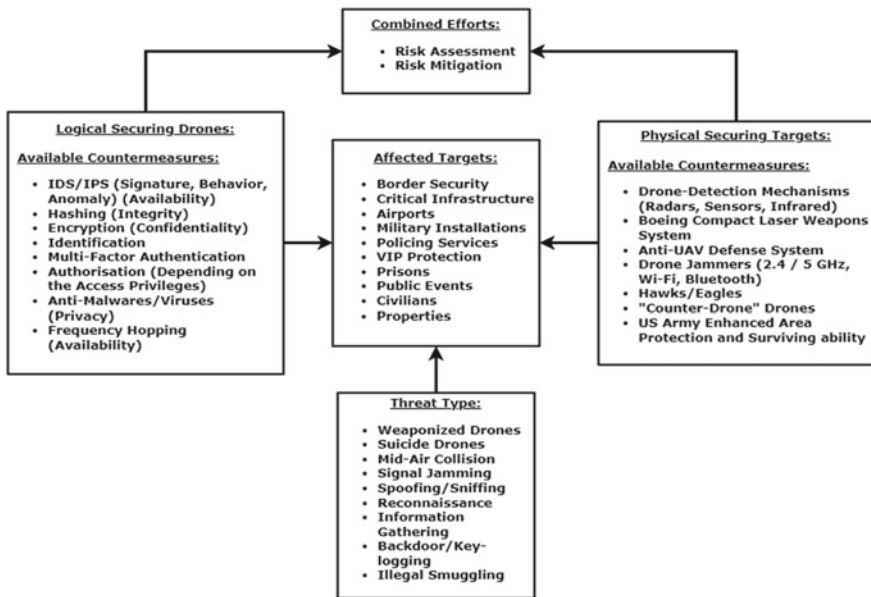 Combined Efforts:
• Risk Assessment
• Risk Mitigation
Logical Securing Drones:
Available Countermeasures:
• IDS/IPS (Signature, Behavior,
Anomaly) (Availability)
• Hashing (Integrity)
• Encryption (Confidentiality)
• Identification
• Multi-Factor Authentication
• Authorisation (Depending on
the Access Privileges)
• Anti-Malwares/Viruses
(Privacy)
• Frequency Hopping
(Availability)
Affected Targets:
• Border Security
• Critical Infrastructure
• Airports
• Military Installations
• Policing Services
• VIP Protection
• Prisons
• Public Events
• Civilians
• Properties
Physical Securing Targets:
Available Countermeasures:
• Drone-Detection Mechanisms
(Radars, Sensors, Infrared)
• Boeing Compact Laser Weapons
System
• Anti-UAV Defense System
• Drone Jammers (2.4 / 5 GHz,
Wi-Fi, Bluetooth)
• Hawks/Eagles
• "Counter-Drone" Drones
• US Army Enhanced Area
Protection and Surviving ability
Threat Type:
• Weaponized Drones
• Suicide Drones
• Mid-Air Collision
• Signal Jamming
• Spoofing/Sniffing
• Reconnaissance
• Information
Gathering
• Backdoor/Key-
logging
• Illegal Smuggling